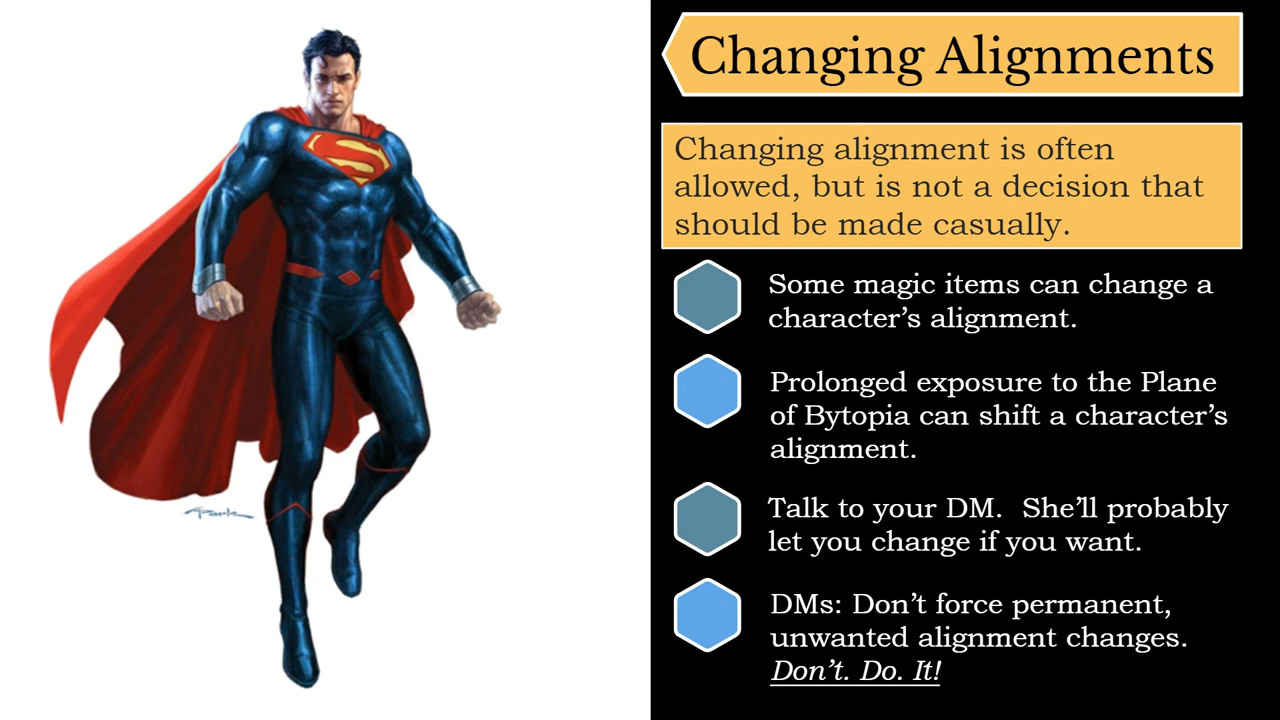 Changing Alignments
Changing alignment is often
allowed, but is not a decision that
should be made casually.
Some magic items can change a
character’s alignment.
Prolonged exposure to the Plane
of Bytopia can shift a character’s
alignment.
Talk to your DM.  She’ll probably
let you change if you want.
DMs: Don’t force permanent,
unwanted alignment changes.
Don’t. Do. It!
S
Park